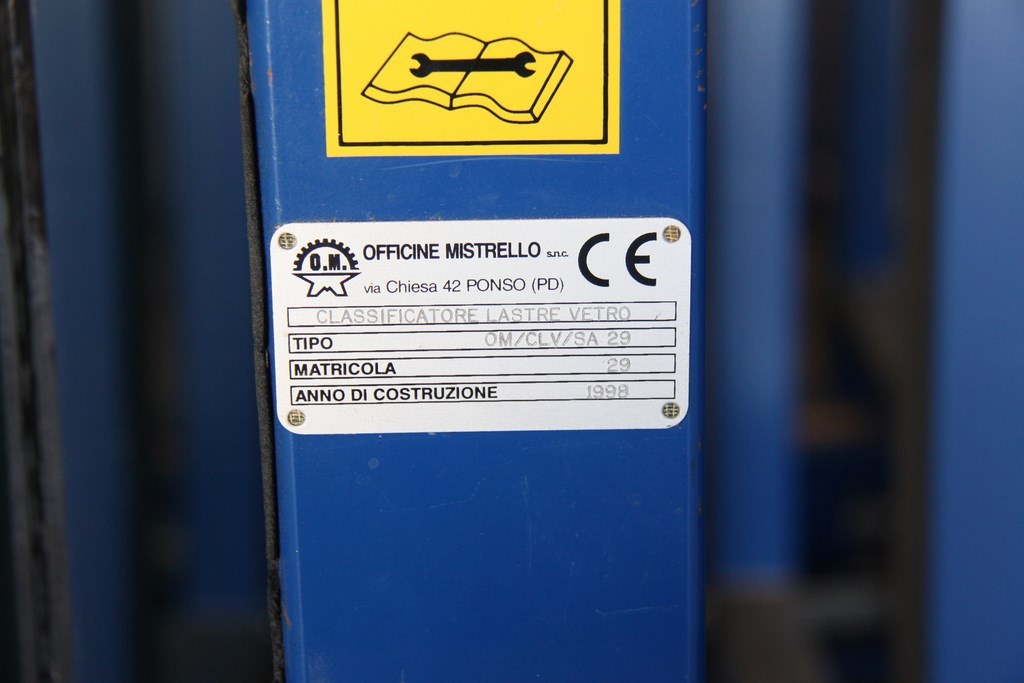 O.M.
OFFICINE MISTRELLO s.n.c.
CE
via Chiesa 42 PONSO (PD)
CLASSIFICATORE LASTRE VETRO
TIPO OM/CLV/SA 29
MATRICOLA 29
ANNO DI COSTRUZIONE 1998